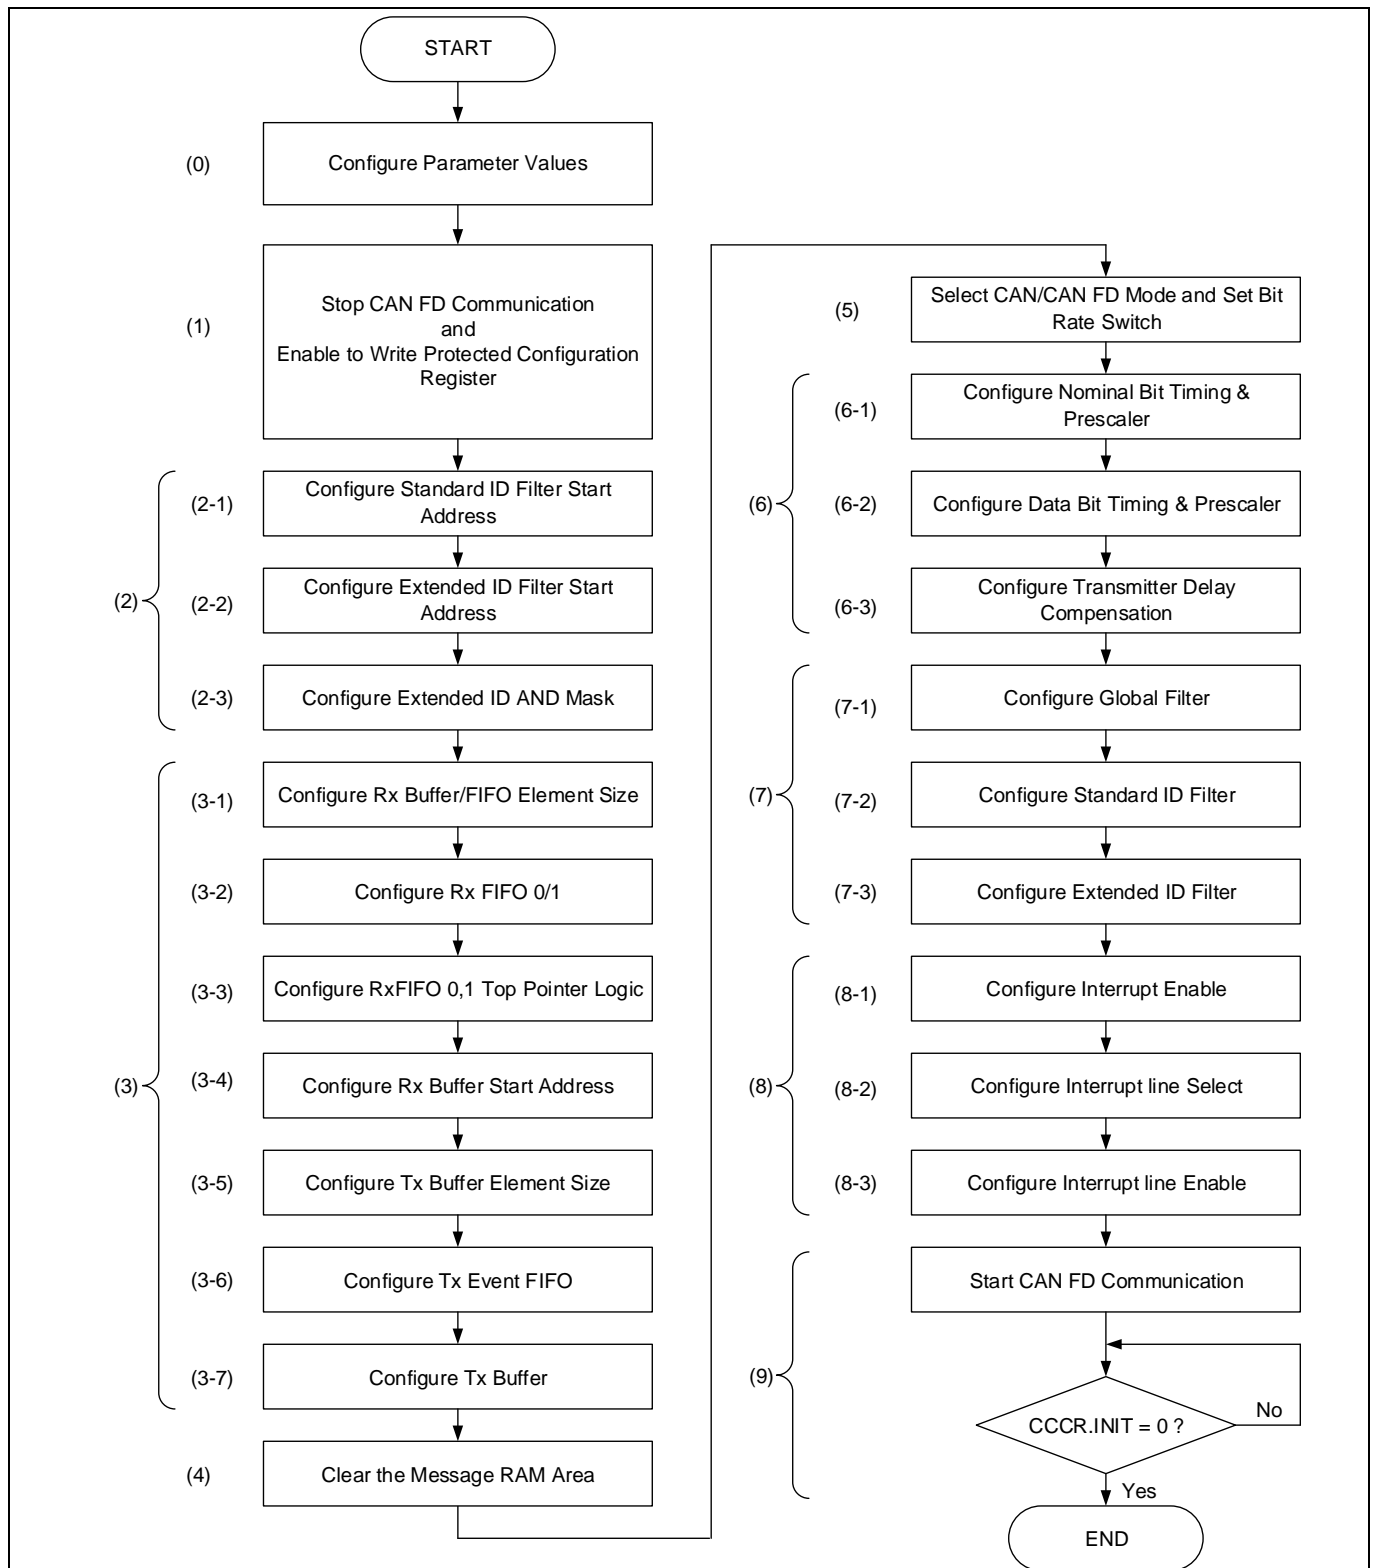 START
(0)
Configure Parameter Values
(1)
Stop CAN FD Communication
and
Enable to Write Protected Configuration
Register
(2)
(2-1)
Configure Standard ID Filter Start
Address
(2-2)
Configure Extended ID Filter Start
Address
(2-3)
Configure Extended ID AND Mask
(3)
(3-1)
Configure Rx Buffer/FIFO Element Size
(3-2)
Configure Rx FIFO 0/1
(3-3)
Configure RxFIFO 0,1 Top Pointer Logic
(3-4)
Configure Rx Buffer Start Address
(3-5)
Configure Tx Buffer Element Size
(3-6)
Configure Tx Event FIFO
(3-7)
Configure Tx Buffer
(4)
Clear the Message RAM Area
(5)
Select CAN/CAN FD Mode and Set Bit
Rate Switch
(6)
(6-1)
Configure Nominal Bit Timing &
Prescaler
(6-2)
Configure Data Bit Timing & Prescaler
(6-3)
Configure Transmitter Delay
Compensation
(7)
(7-1)
Configure Global Filter
(7-2)
Configure Standard ID Filter
(7-3)
Configure Extended ID Filter
(8)
(8-1)
Configure Interrupt Enable
(8-2)
Configure Interrupt line Select
(8-3)
Configure Interrupt line Enable
(9)
Start CAN FD Communication
CCCR.INIT = 0 ?
No
Yes
END